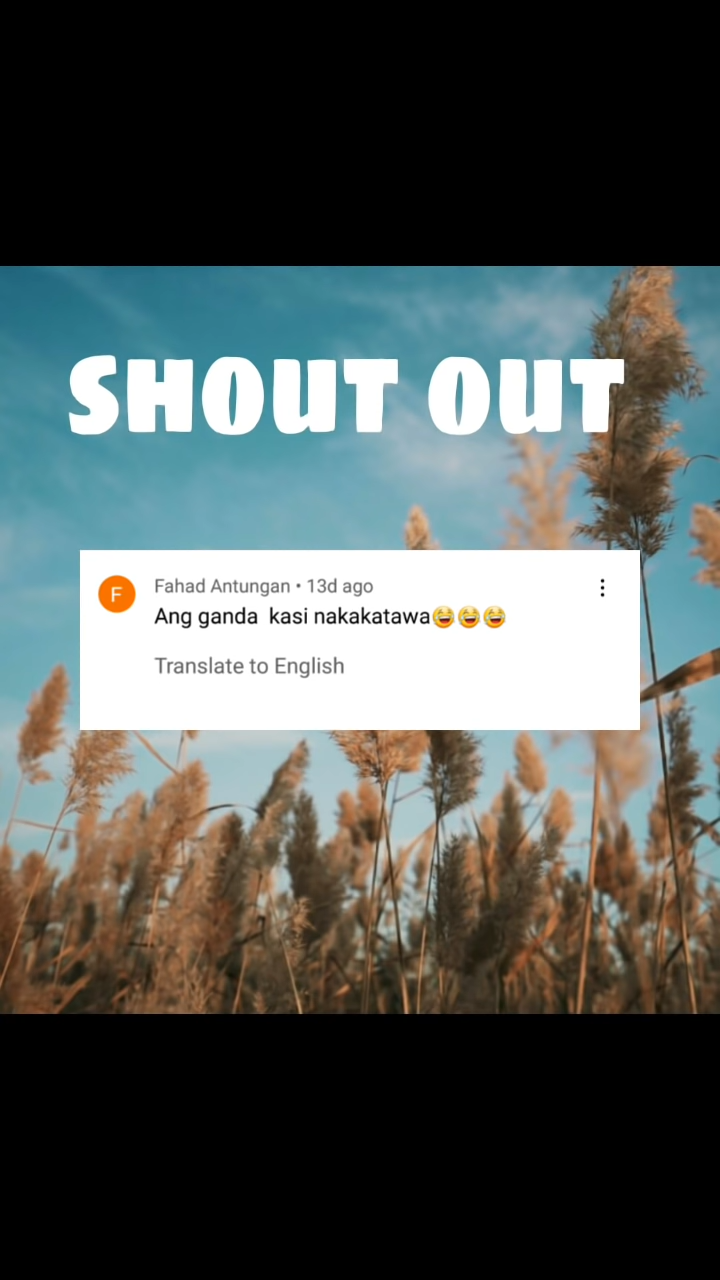 SHOUT OUT
F
Fahad Antungan • 13d ago
Ang ganda  kasi nakakatawa😂😂😂
Translate to English